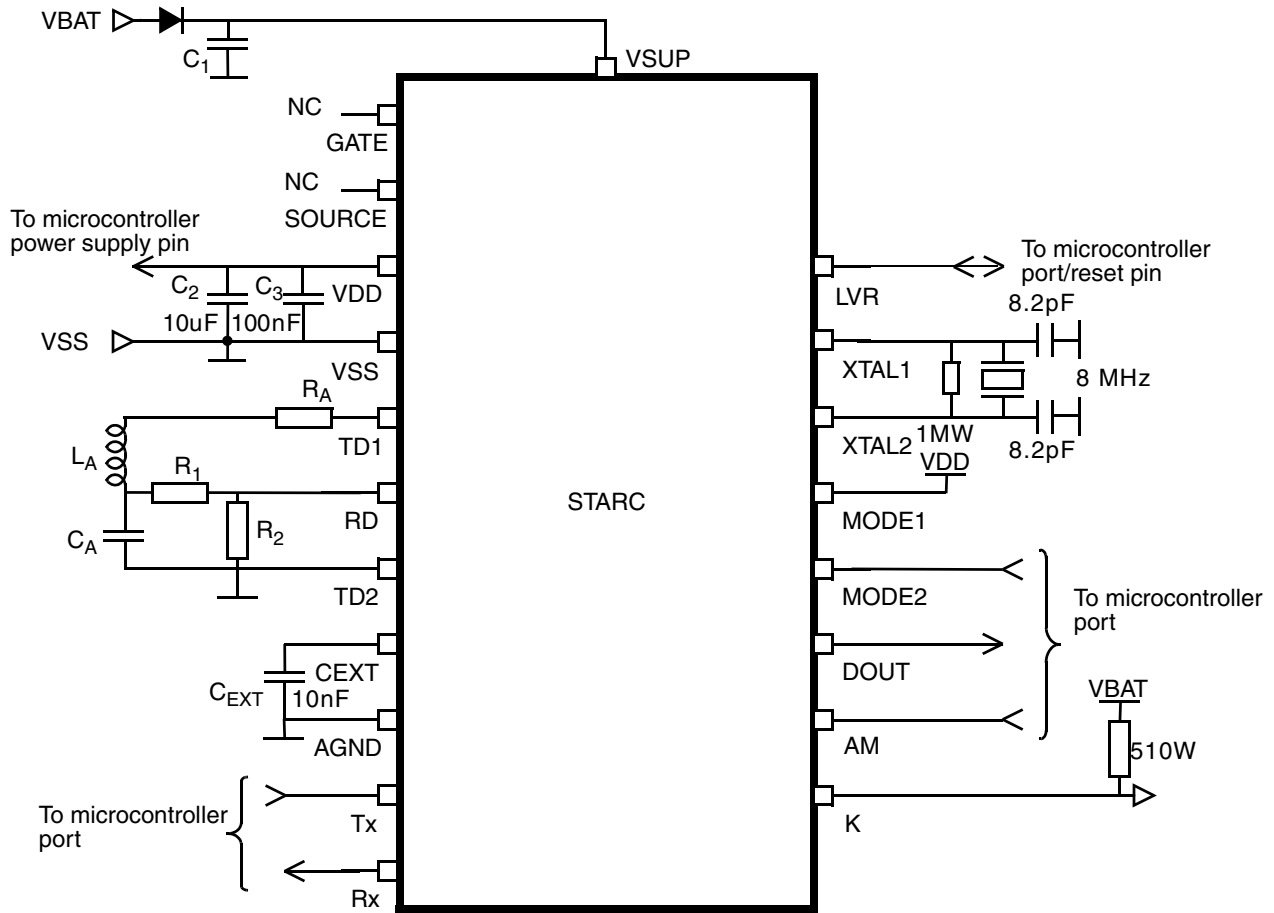 VBAT
C1
VSUP
NC
GATE
NC
SOURCE
To microcontroller
power supply pin
C2
C3
VDD
10uF
100nF
VSS
VSS
RA
TD1
LA
R1
RD
CA
R2
TD2
CEXT
CEXT
10nF
AGND
To microcontroller
port
Tx
Rx
STARC
To microcontroller
port/reset pin
LVR
8.2pF
XTAL1
8 MHz
XTAL2
1MW
8.2pF
VDD
MODE1
MODE2
To microcontroller
port
DOUT
VBAT
AM
510W
K